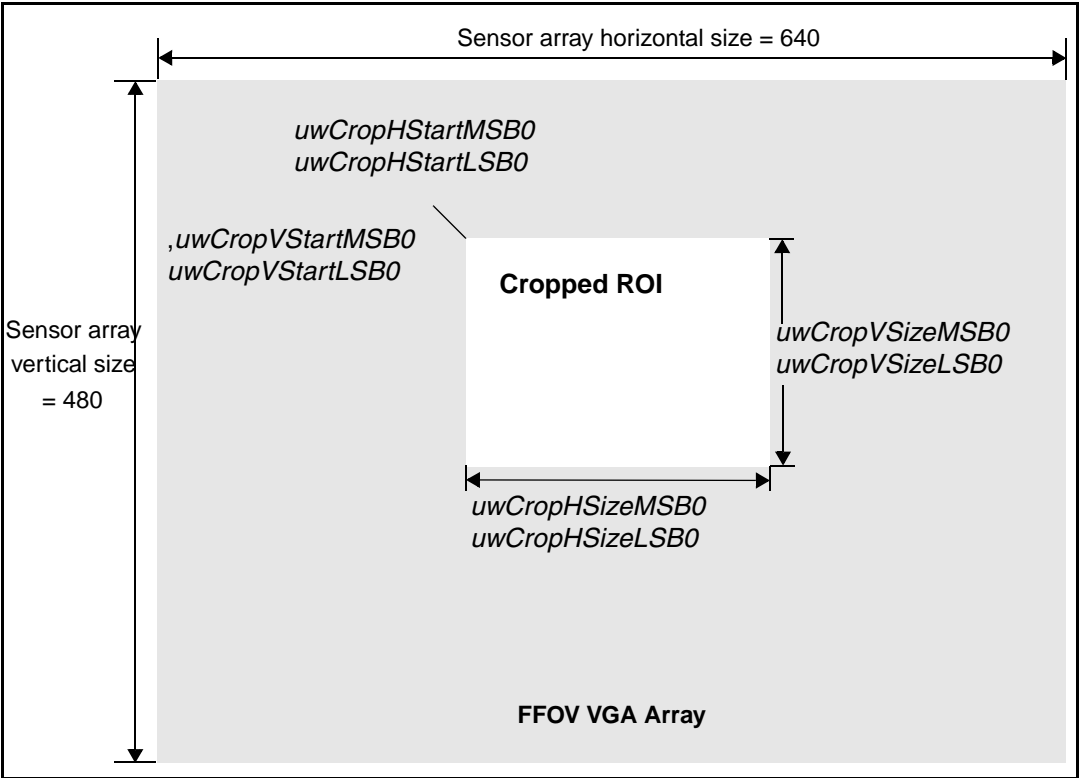 Sensor array horizontal size = 640
uwCropHStartMSB0
uwCropHStartLSB0
,uwCropVStartMSB0
uwCropVStartLSB0
Cropped ROI
Sensor array
vertical size
= 480
uwCropVSizeMSB0
uwCropVSizeLSB0
uwCropHSizeMSB0
uwCropHSizeLSB0
FFOV VGA Array